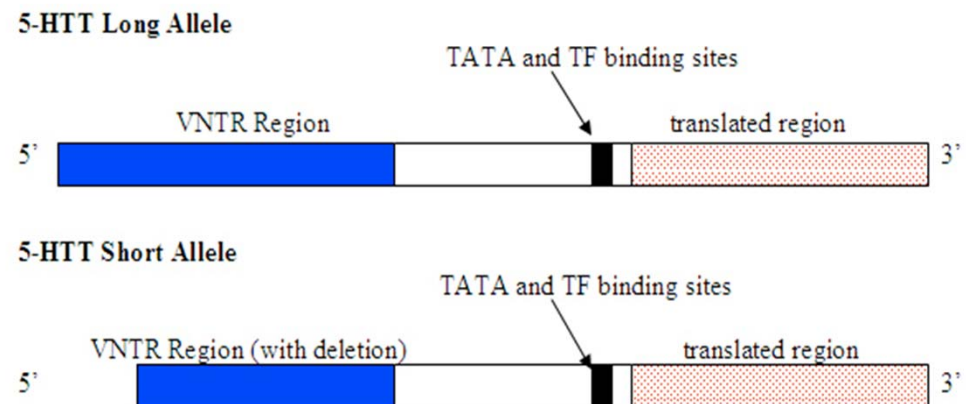 5-HTT Long Allele
TATA and TF binding sites
VNTR Region
translated region
5’
3’
5-HTT Short Allele
TATA and TF binding sites
VNTR Region (with deletion)
translated region
5’
3’